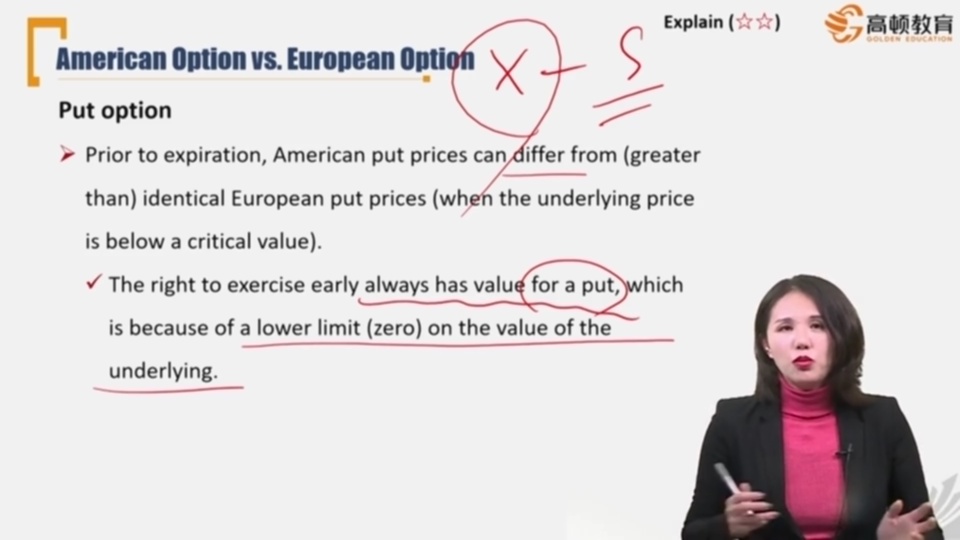 Explain (☆☆)
高顿教育
GOLDEN EDUCATION
American Option vs. European Option
X - S
Put option
Prior to expiration, American put prices can differ from (greater
than) identical European put prices (when the underlying price
is below a critical value).
The right to exercise early always has value for a put, which
is because of a lower limit (zero) on the value of the
underlying.